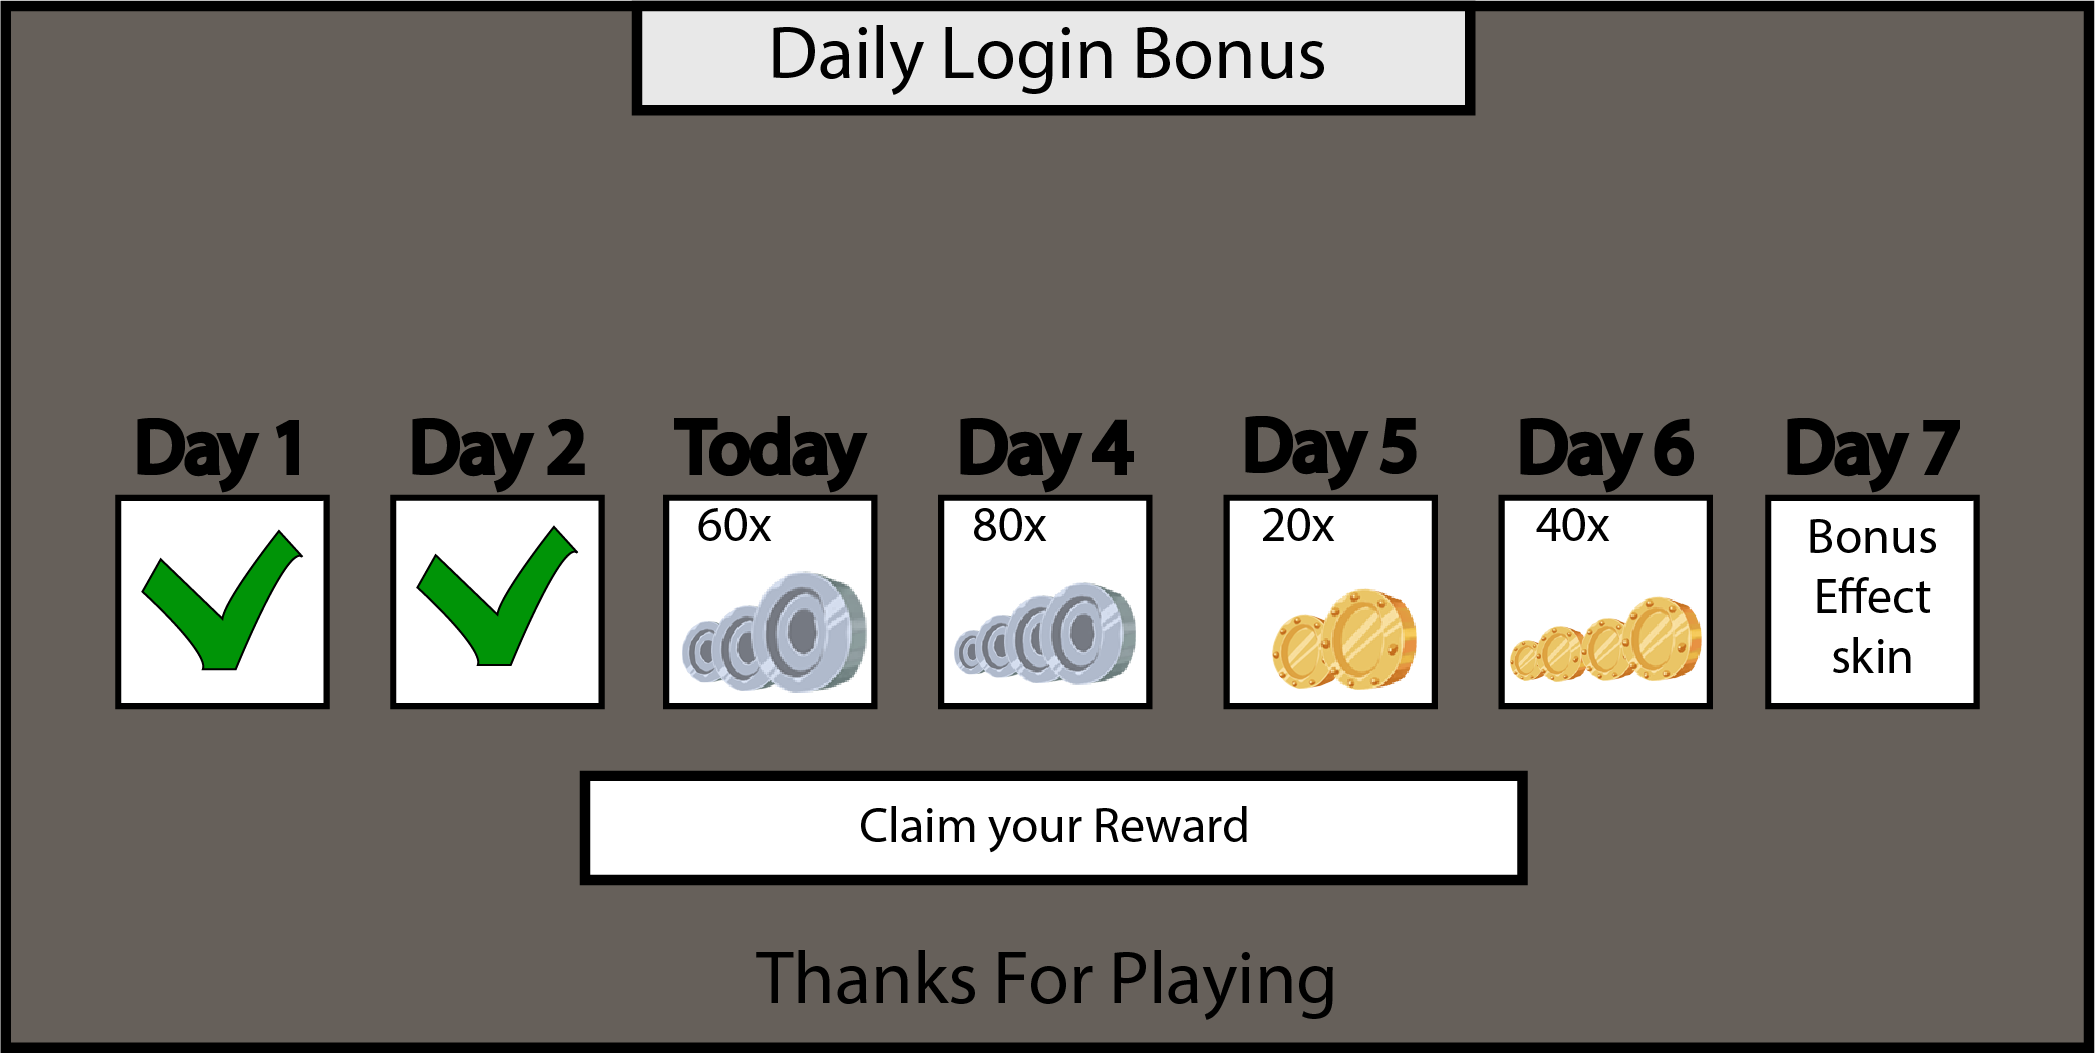 Daily Login Bonus
Day 1
Day 2
Today
Day 4
Day 5
Day 6
Day 7
60x
80x
20x
40x
Bonus
Effect
skin
Claim your Reward
Thanks For Playing